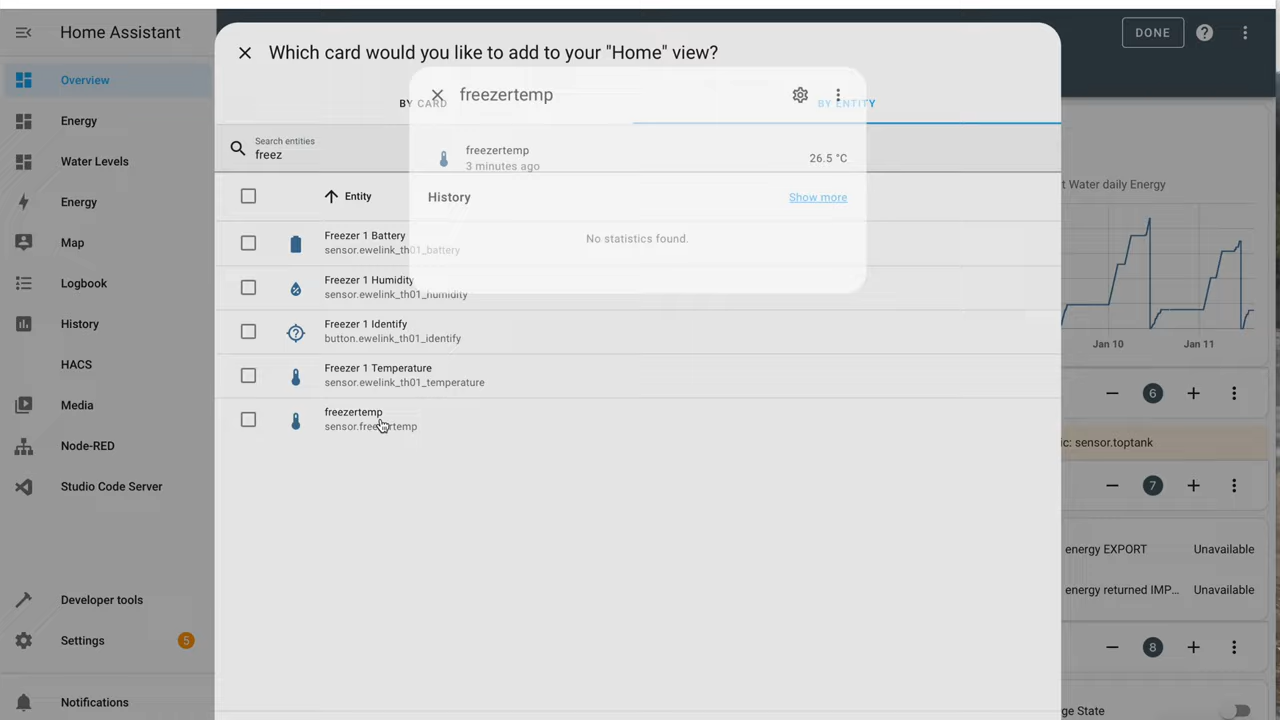 Home Assistant
DONE
Which card would you like to add to your "Home" view?
freezertemp
BY CARD
BY ENTITY
Overview
Energy
Water Levels
Energy
Map
Logbook
History
HACS
Media
Node-RED
Studio Code Server
Developer tools
Settings
5
Notifications
Search entities
freez
freezertemp
3 minutes ago
26.5 °C
History
Show more
No statistics found.
Entity
Freezer 1 Battery
sensor.ewelink_th01_battery
Freezer 1 Humidity
sensor.ewelink_th01_humidity
Freezer 1 Identify
button.ewelink_th01_identify
Freezer 1 Temperature
sensor.ewelink_th01_temperature
freezertemp
sensor.freezertemp
t Water daily Energy
Jan 10
Jan 11
6
ic: sensor.toptank
7
energy EXPORT
Unavailable
energy returned IMP...
Unavailable
8
ge State